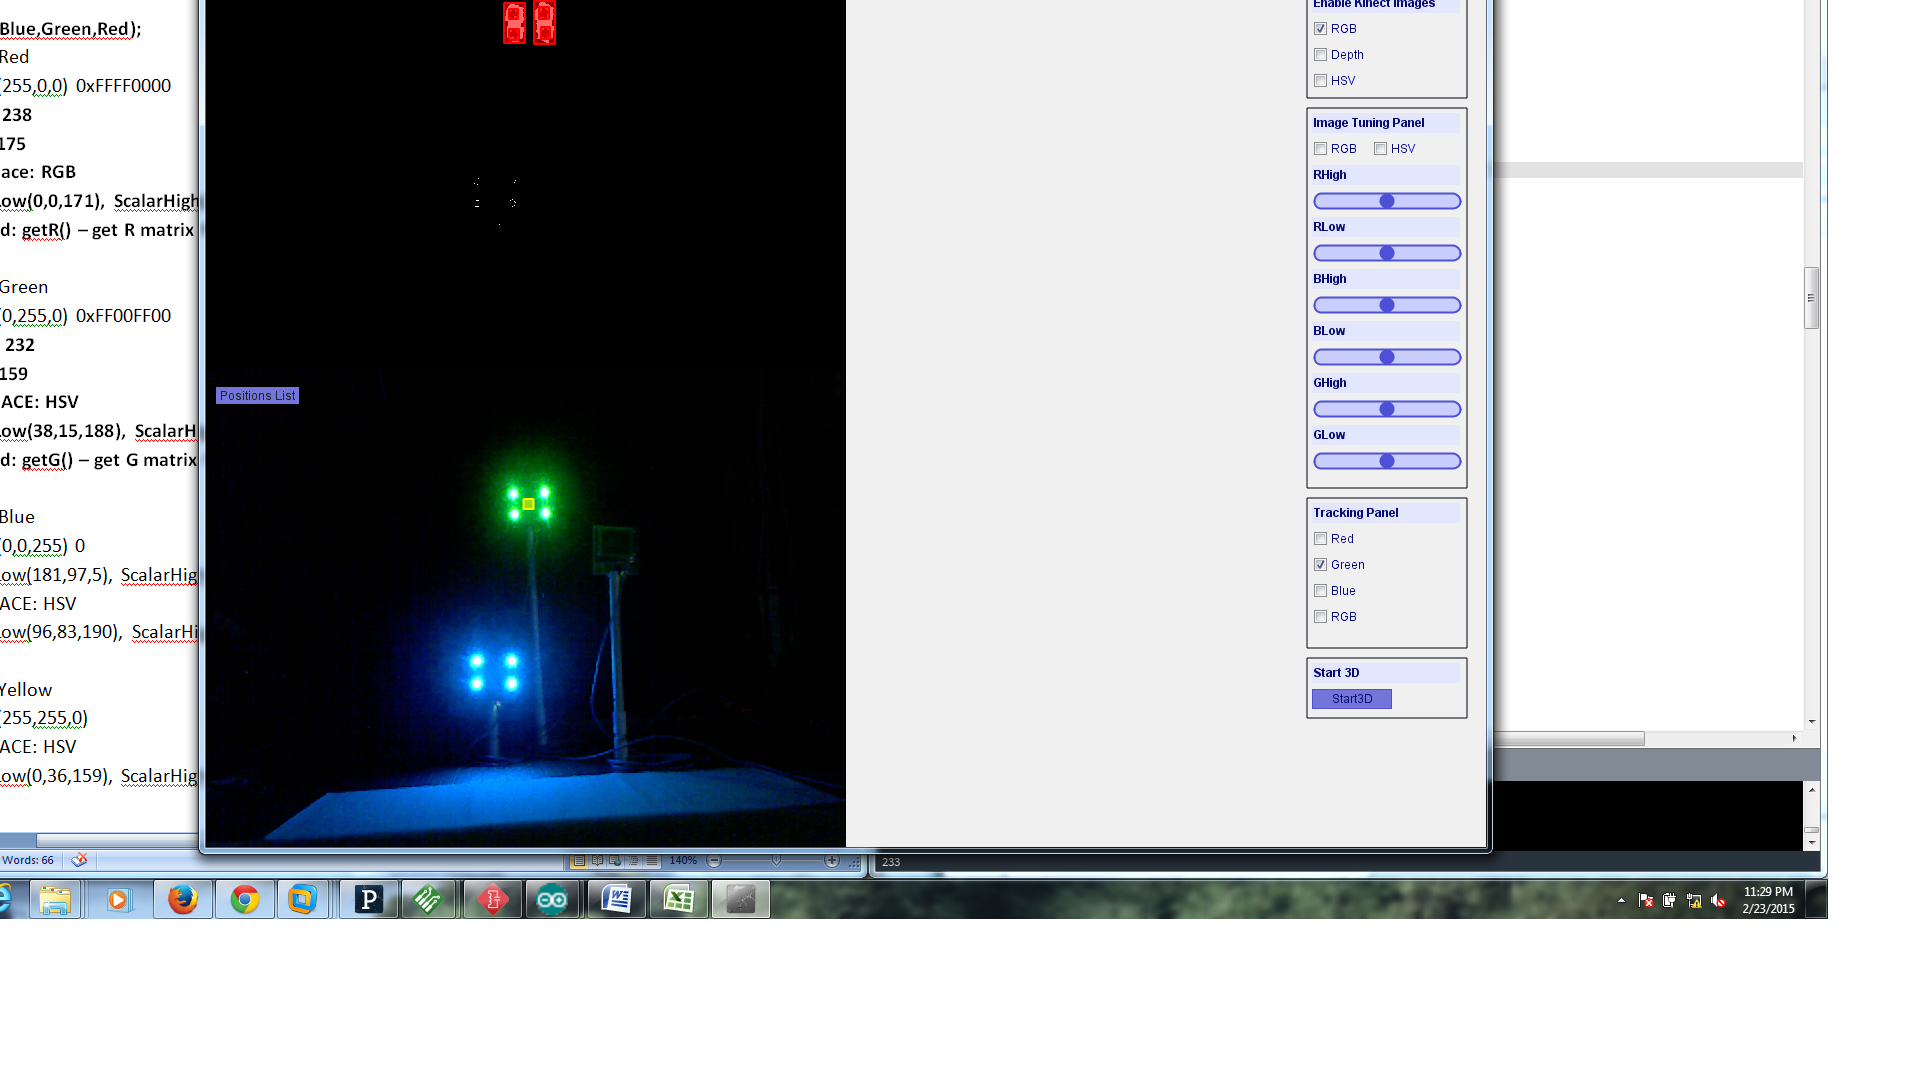 Blue,Green,Red);
Red
(255,0,0) 0xFFFF0000
238
175
ace: RGB
Low(0,0,171), ScalarHigh
d: getR() – get R matrix
Green
(0,255,0) 0xFF00FF00
232
159
ACE: HSV
Low(38,15,188), ScalarH
d: getG() – get G matrix
Blue
(0,0,255) 0
Low(181,97,5), ScalarHig
ACE: HSV
Low(96,83,190), ScalarHi
Yellow
(255,255,0)
ACE: HSV
Low(0,36,159), ScalarHig
Words: 66
140%
Positions List
Enable Kinect Images
RGB
Depth
HSV
Image Tuning Panel
RGB HSV
RHigh
RLow
BHigh
BLow
GHigh
GLow
Tracking Panel
Red
Green
Blue
RGB
Start 3D
Start3D
233
P
11:29 PM
2/23/2015